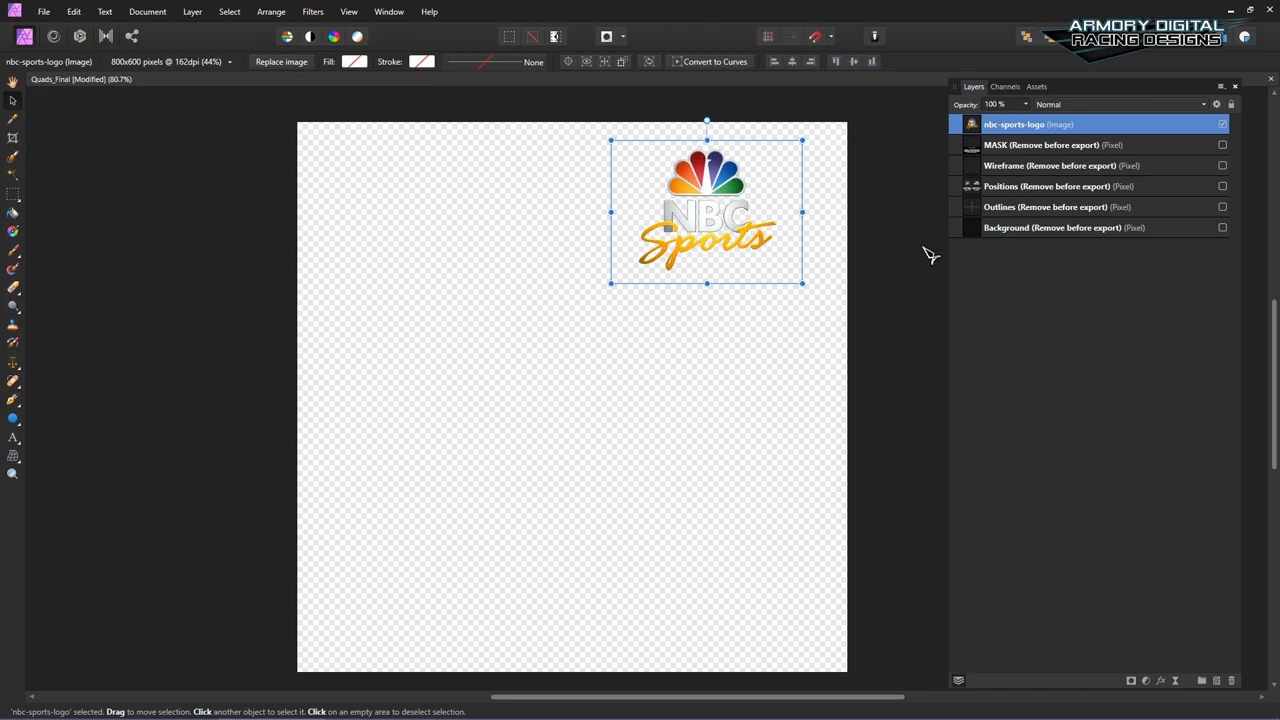 File Edit Text Document Layer Select Arrange Filters View Window Help
ARMORY DIGITAL
RACING DESIGNS
nbc-sports-logo (Image) 800x600 pixels @ 162dpi (44%) Replace image Fill: Stroke: None Convert to Curves
Quads_Final [Modified] (80.7%)
Layers Channels Assets
Opacity: 100 % Normal
nbc-sports-logo (Image)
MASK (Remove before export) (Pixel)
Wireframe (Remove before export) (Pixel)
Positions (Remove before export) (Pixel)
Outlines (Remove before export) (Pixel)
Background (Remove before export) (Pixel)
NBC
Sports
'nbc-sports-logo' selected. Drag to move selection. Click another object to select it. Click on an empty area to deselect selection.